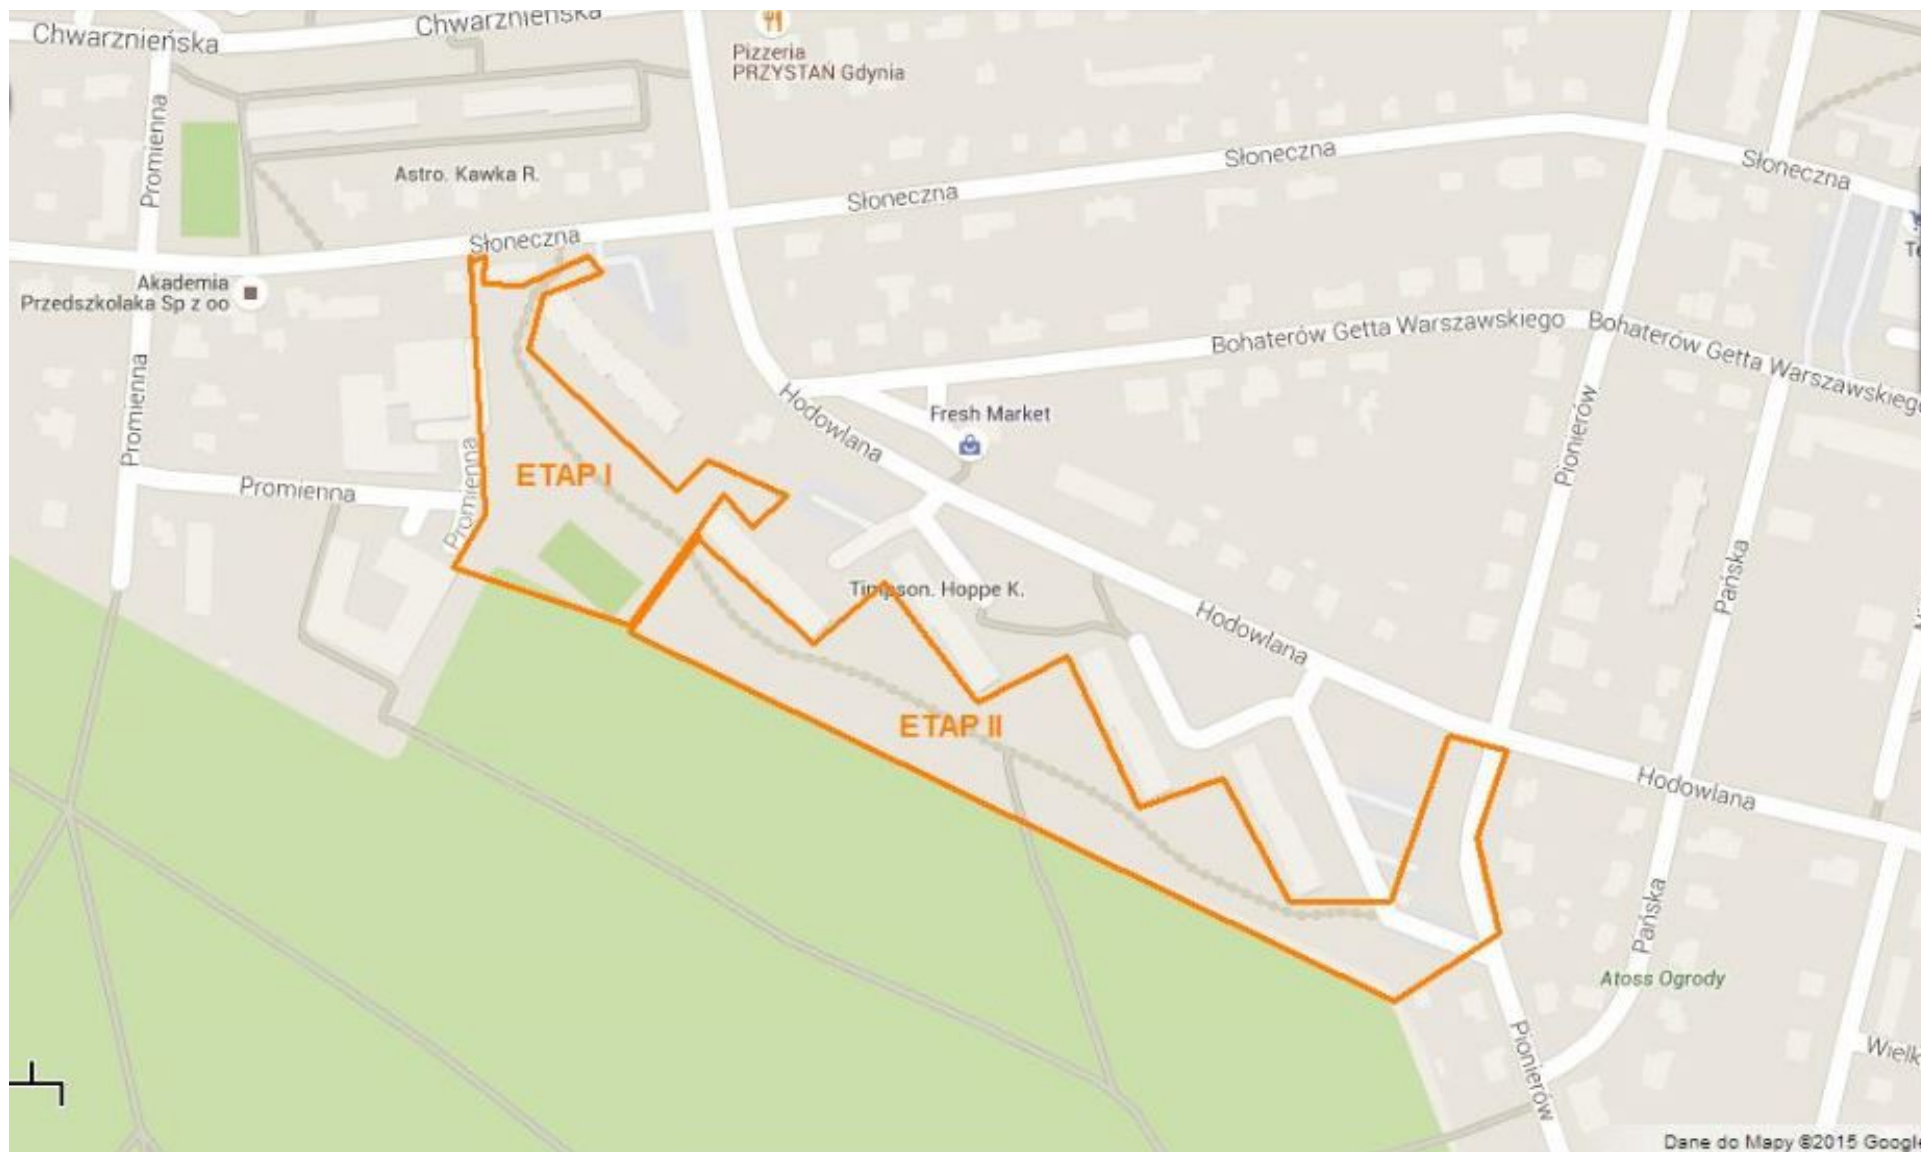 Chwarznieńska
Chwarznieńska
Pizzeria
PRZYSTAŃ Gdynia
Promienna
Astro. Kawka R.
Słoneczna
Słoneczna
Słoneczna
Słoneczna
Akademia
Przedszkolaka Sp z oo
Promienna
Bohaterów Getta Warszawskiego
Bohaterów Getta Warszawskiego
Hodowlana
Fresh Market
Pionierów
Promienna
ETAP I
Promienna
Timpson. Hoppe K.
Pańska
Hodowlana
ETAP II
Hodowlana
Pańska
Atoss Ogrody
Pionierów
Wielk
Dane do Mapy ©2015 Google